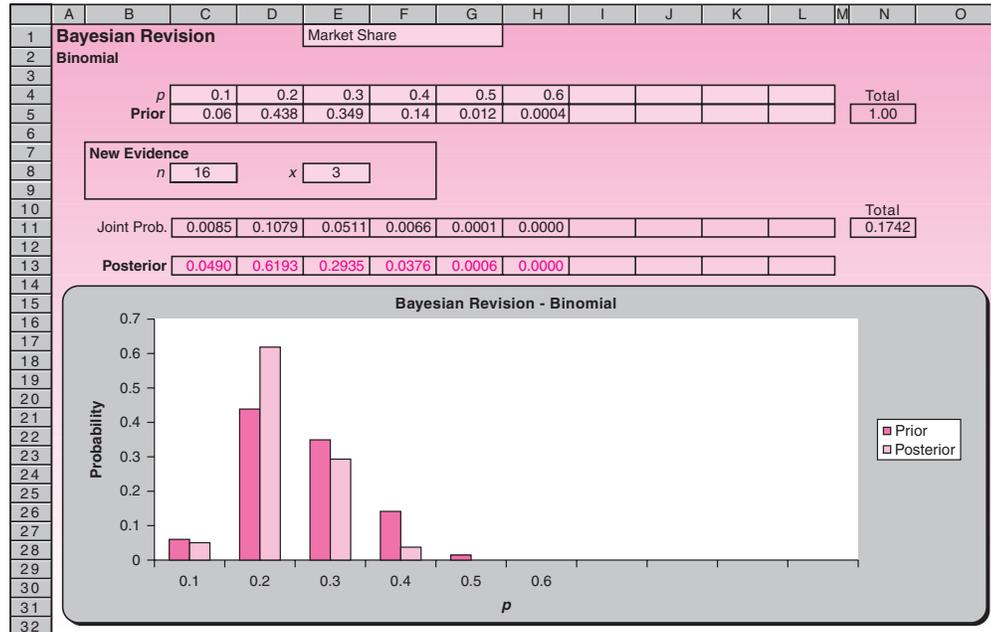 A B C D E F G H I J K L M N O
1 Bayesian Revision Market Share
2 Binomial
3
4 p 0.1 0.2 0.3 0.4 0.5 0.6 Total
5 Prior 0.06 0.438 0.349 0.14 0.012 0.0004 1.00
6
7 New Evidence
8 n 16 x 3
9
10 Total
11 Joint Prob. 0.0085 0.1079 0.0511 0.0066 0.0001 0.0000 0.1742
12
13 Posterior 0.0490 0.6193 0.2935 0.0376 0.0006 0.0000
14
15 Bayesian Revision - Binomial
16 0.7
17
18 0.6
19
20 0.5
21 0.4
22 Prior
23 0.3 Posterior
24
25 0.2
26
27 0.1
28
29 0
30 0.1 0.2 0.3 0.4 0.5 0.6
31 p
32
Probability